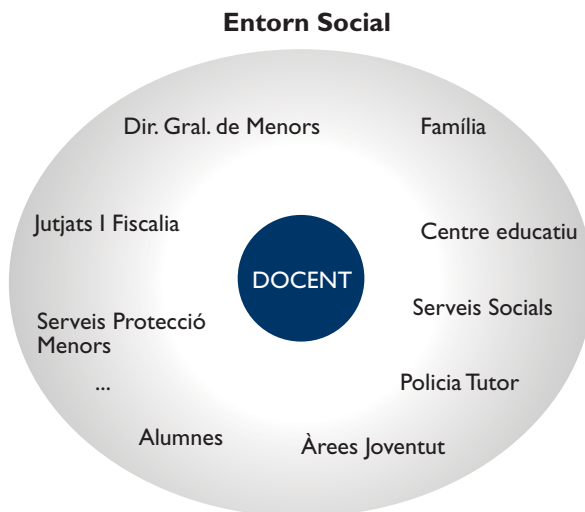 Entorn Social
Dir. Gral. de Menors
Família
Jutjats I Fiscalia
Centre educatiu
DOCENT
Serveis Socials
Serveis Protecció
Menors
...
Policia Tutor
Alumnes
Àrees Joventut